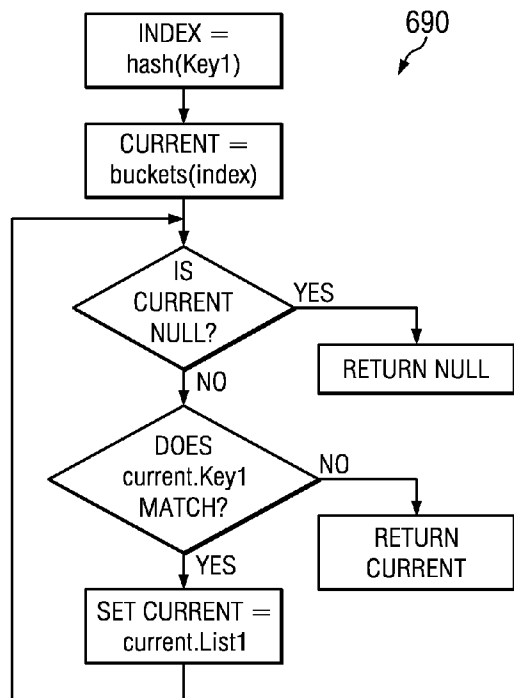 690
INDEX =
hash(Key1)
CURRENT =
buckets(index)
IS
CURRENT
NULL?
YES
RETURN NULL
NO
DOES
current.Key1
MATCH?
NO
RETURN
CURRENT
YES
SET CURRENT =
current.List1